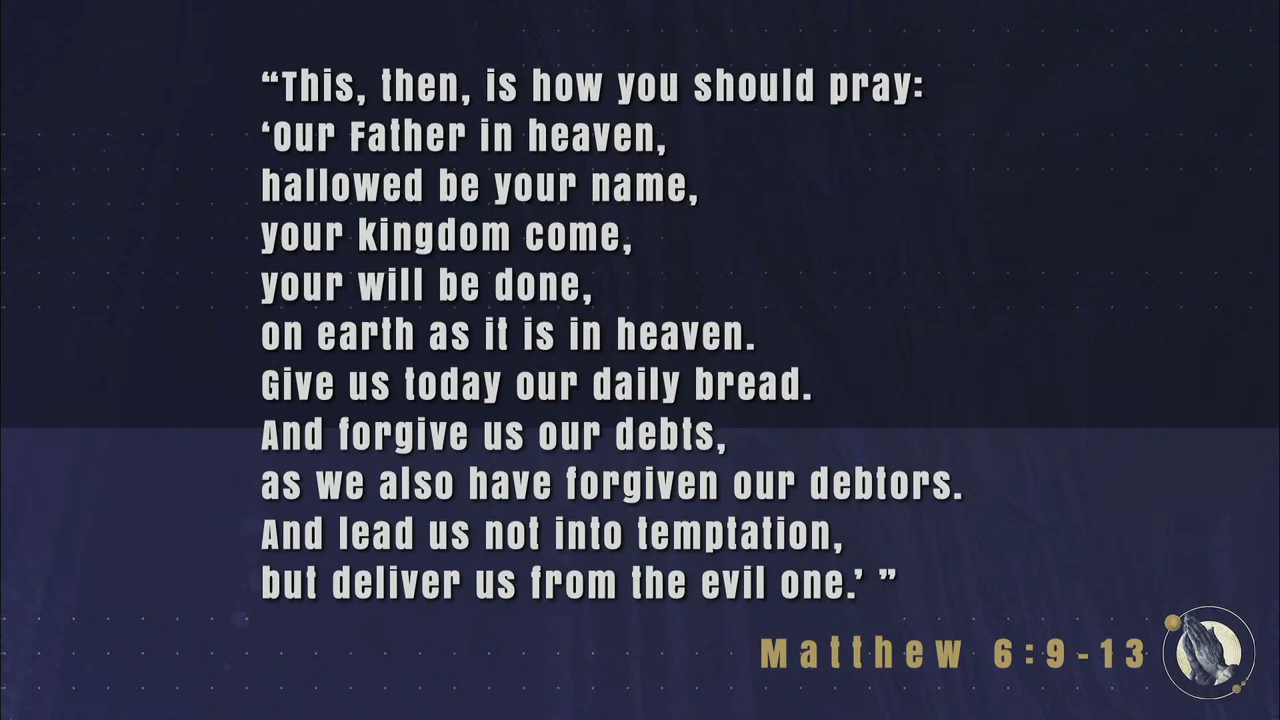 “This, then, is how you should pray:
‘Our Father in heaven,
hallowed be your name,
your kingdom come,
your will be done,
on earth as it is in heaven.
Give us today our daily bread.
And forgive us our debts,
as we also have forgiven our debtors.
And lead us not into temptation,
but deliver us from the evil one.’ ”
Matthew 6:9-13